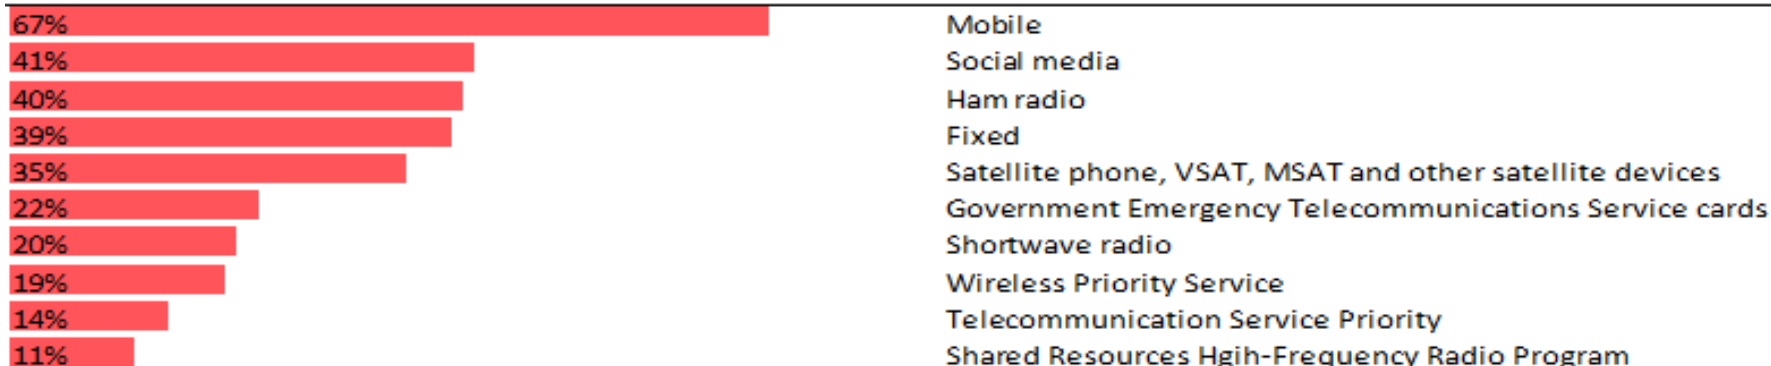 67% Mobile
41% Social media
40% Ham radio
39% Fixed
35% Satellite phone, VSAT, MSAT and other satellite devices
22% Government Emergency Telecommunications Service cards
20% Shortwave radio
19% Wireless Priority Service
14% Telecommunication Service Priority
11% Shared Resources Hgih-Frequency Radio Program